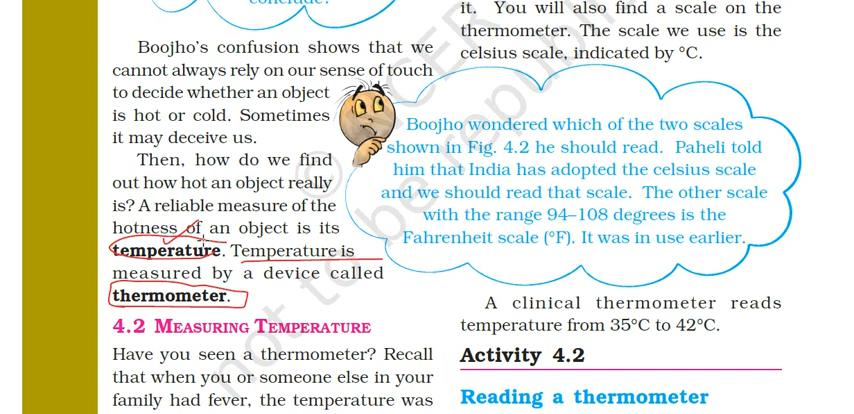 conclude?
Boojho's confusion shows that we
cannot always rely on our sense of touch
to decide whether an object
is hot or cold. Sometimes
it may deceive us.
Then, how do we find
out how hot an object really
is? A reliable measure of the
hotness of an object is its
temperature. Temperature is
measured by a device called
thermometer.
4.2 MEASURING TEMPERATURE
Have you seen a thermometer? Recall
that when you or someone else in your
family had fever, the temperature was
it. You will also find a scale on the
thermometer. The scale we use is the
celsius scale, indicated by °C.
Boojho wondered which of the two scales
shown in Fig. 4.2 he should read. Paheli told
him that India has adopted the celsius scale
and we should read that scale. The other scale
with the range 94–108 degrees is the
Fahrenheit scale (°F). It was in use earlier.
A clinical thermometer reads
temperature from 35°C to 42°C.
Activity 4.2
Reading a thermometer
not to be republi
© NCER